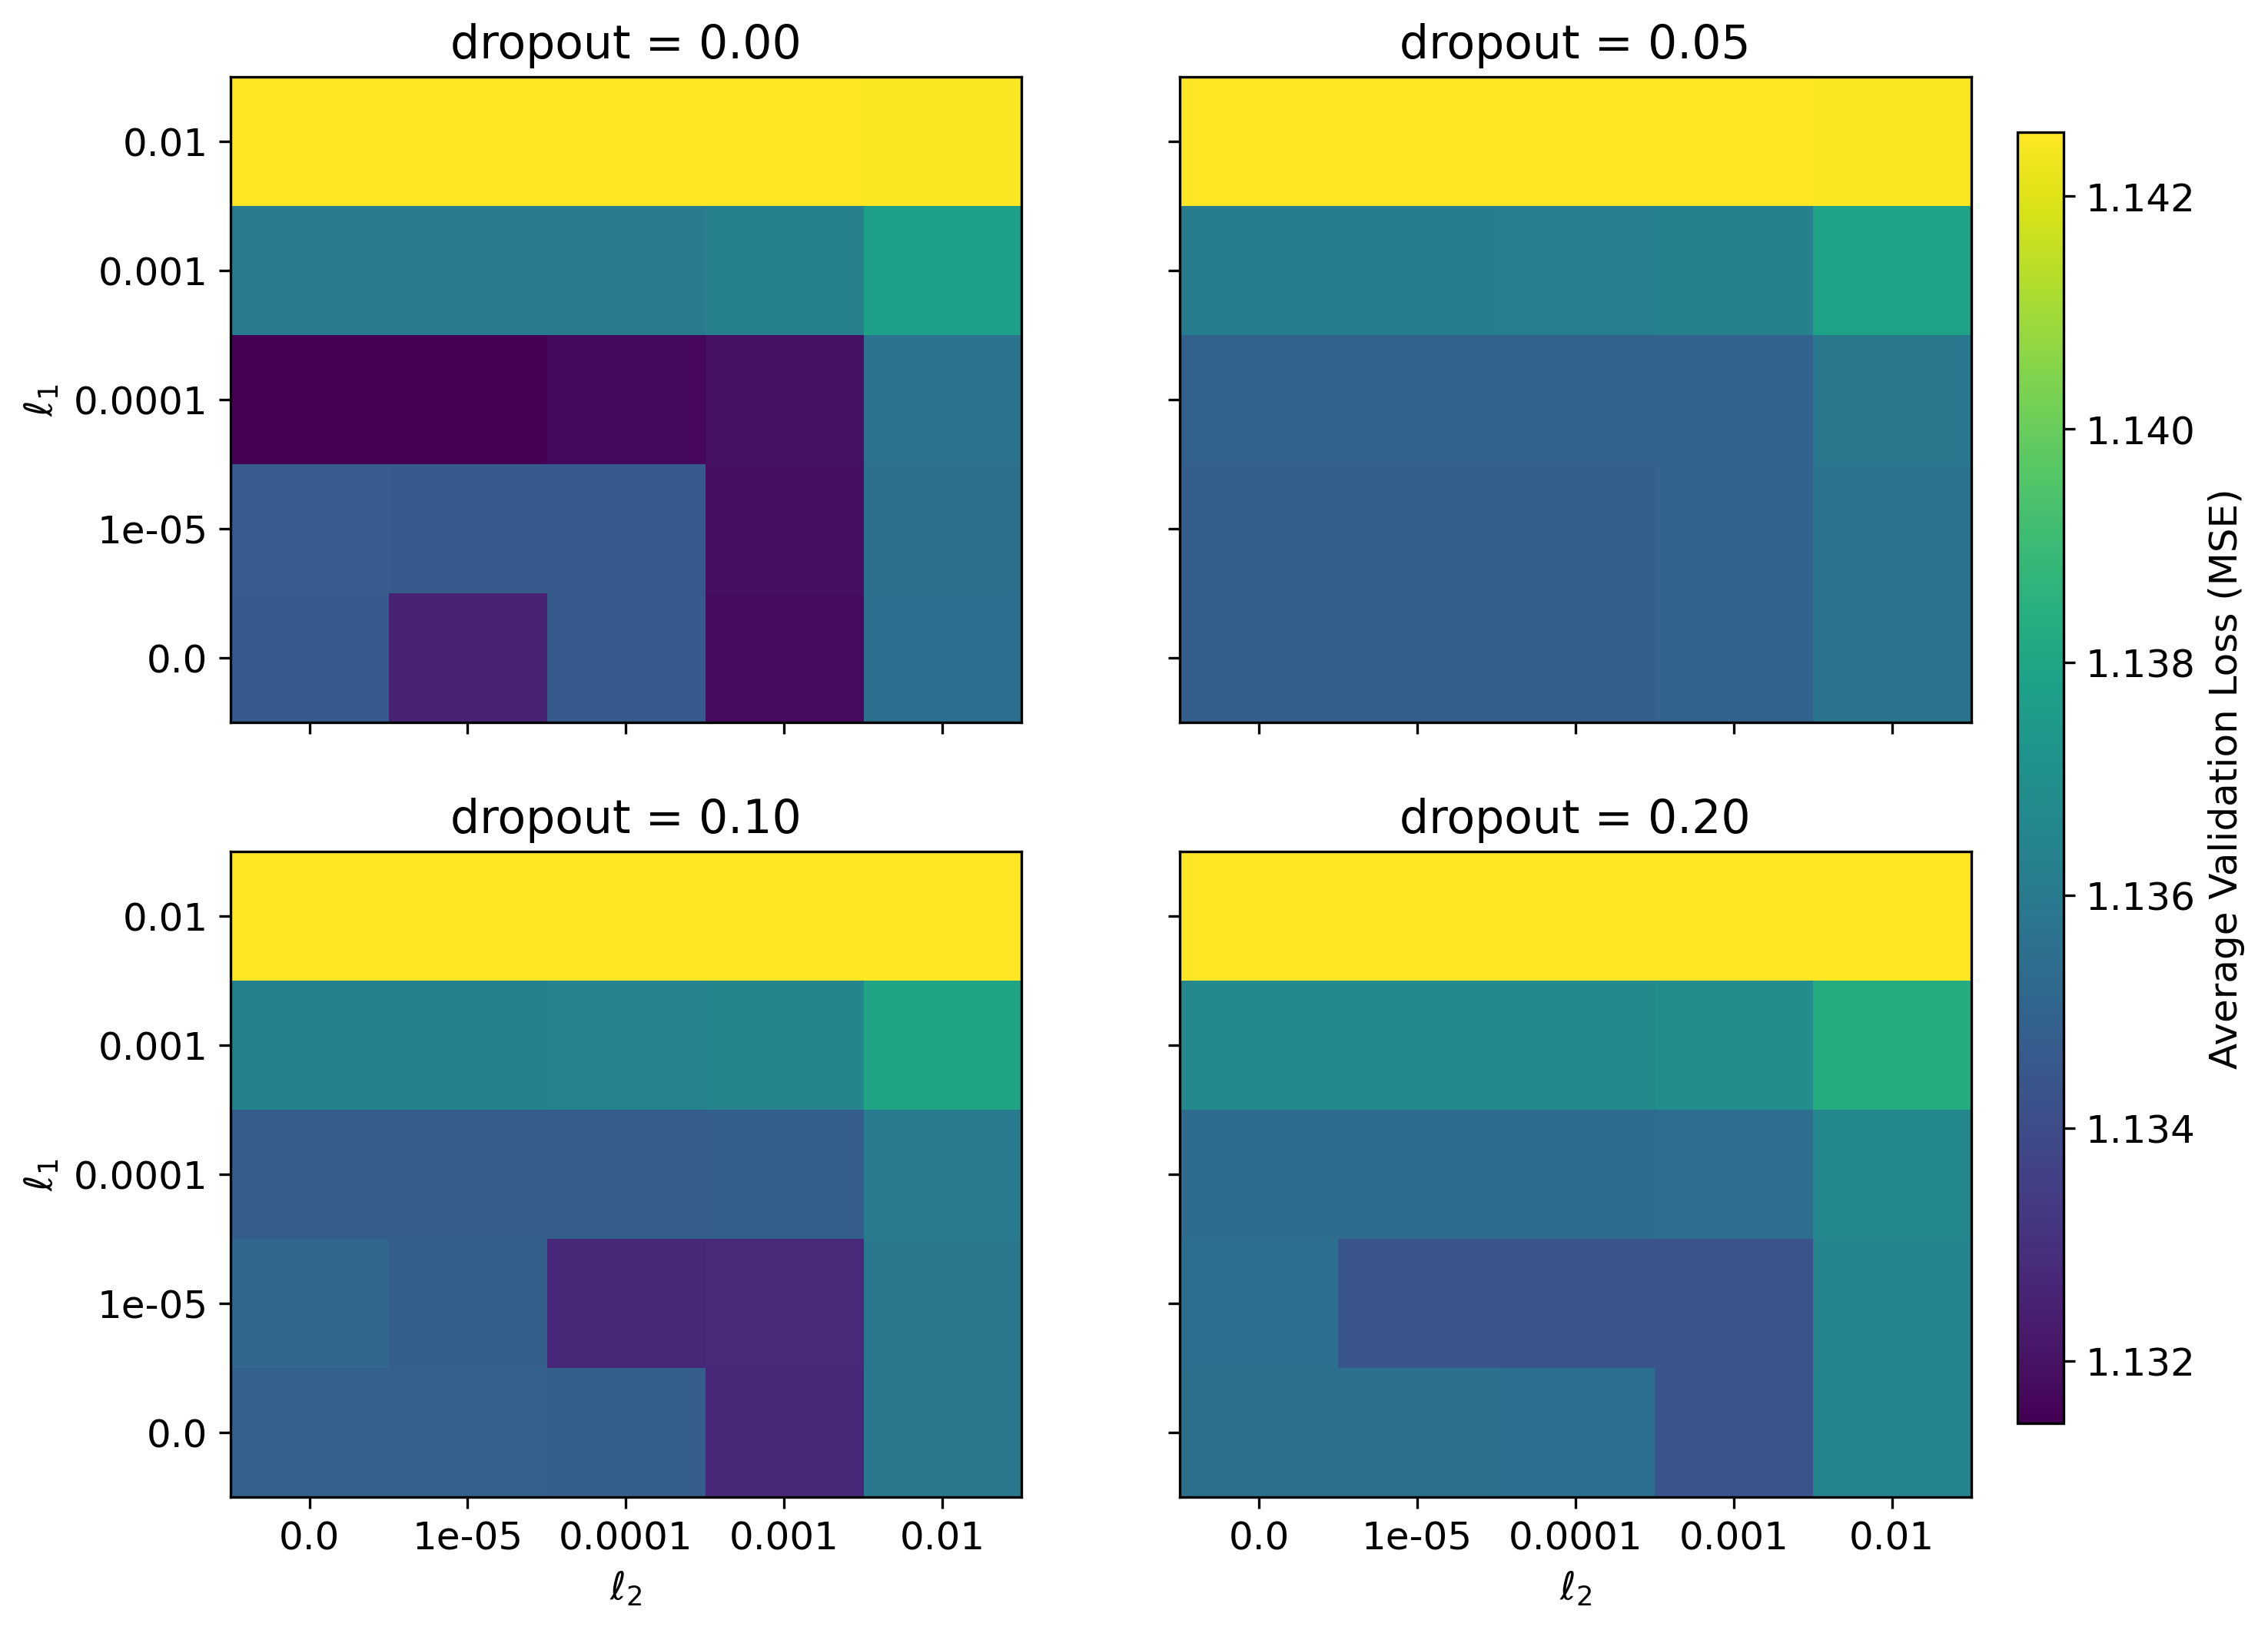 dropout = 0.00
dropout = 0.05
0.01
0.001
0.0001
1e-05
0.0
ℓ₁
1.142
1.140
1.138
1.136
1.134
1.132
Average Validation Loss (MSE)
dropout = 0.10
dropout = 0.20
0.01
0.001
0.0001
1e-05
0.0
ℓ₁
0.0 1e-05 0.0001 0.001 0.01
ℓ₂
0.0 1e-05 0.0001 0.001 0.01
ℓ₂